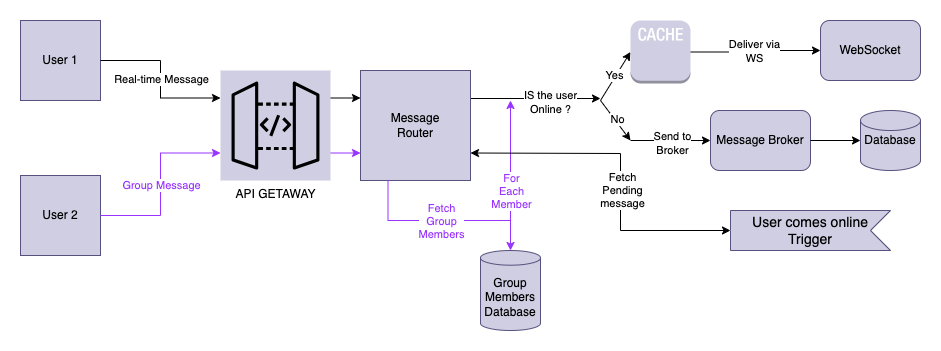 User 1
Real-time Message
Group Message
User 2
</>
API GETAWAY
Message
Router
Fetch
Group
Members
For
Each
Member
Group
Members
Database
IS the user
Online ?
Yes
No
CACHE
Deliver via
WS
WebSocket
Send to
Broker
Message Broker
Database
Fetch
Pending
message
User comes online
Trigger